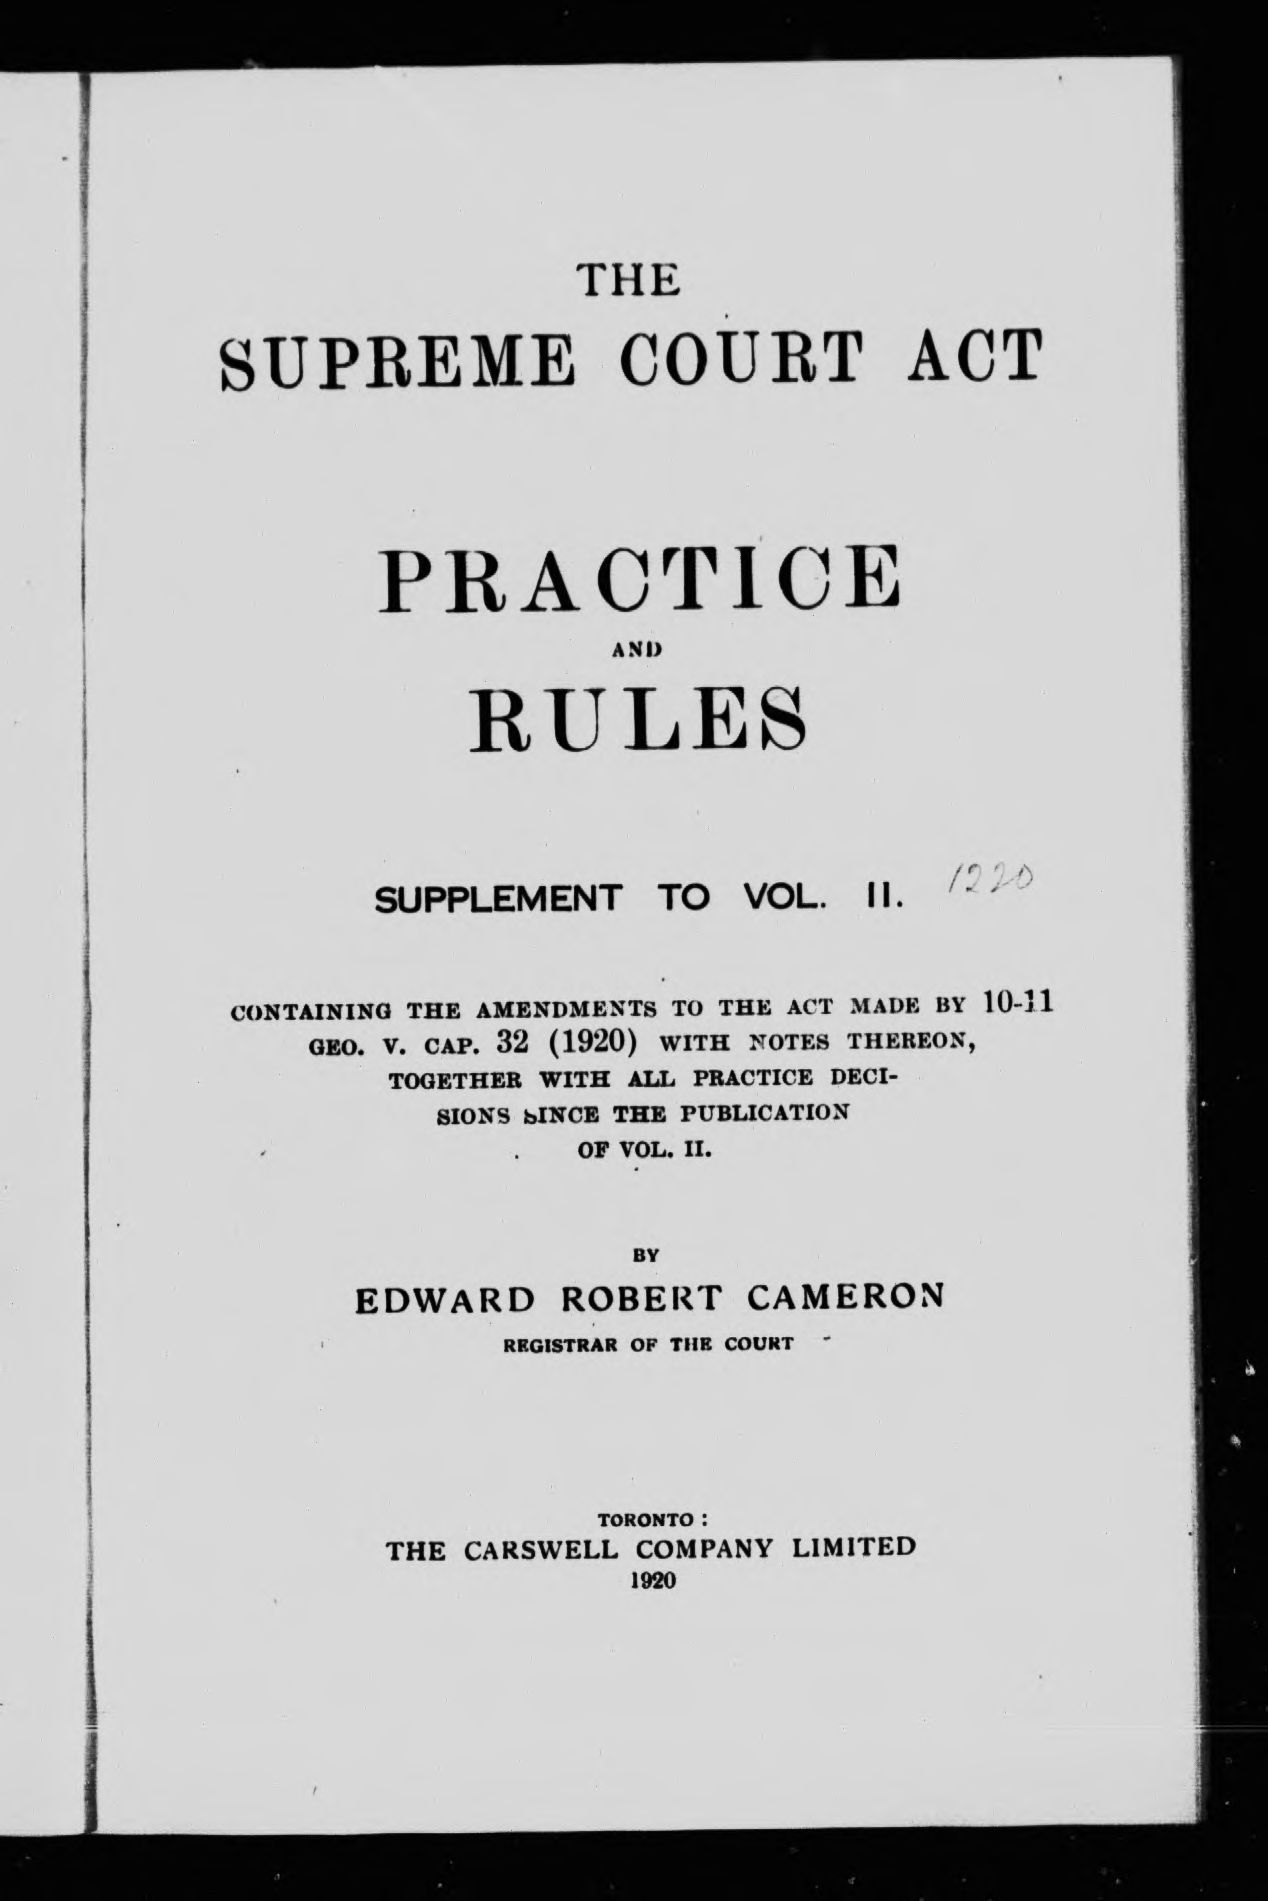 THE
SUPREME COURT ACT
PRACTICE
AND
RULES
SUPPLEMENT TO VOL. II. 1220
CONTAINING THE AMENDMENTS TO THE ACT MADE BY 10-11
GEO. V. CAP. 32 (1920) WITH NOTES THEREON,
TOGETHER WITH ALL PRACTICE DECI-
SIONS SINCE THE PUBLICATION
OF VOL. II.
BY
EDWARD ROBERT CAMERON
REGISTRAR OF THE COURT
TORONTO:
THE CARSWELL COMPANY LIMITED
1920